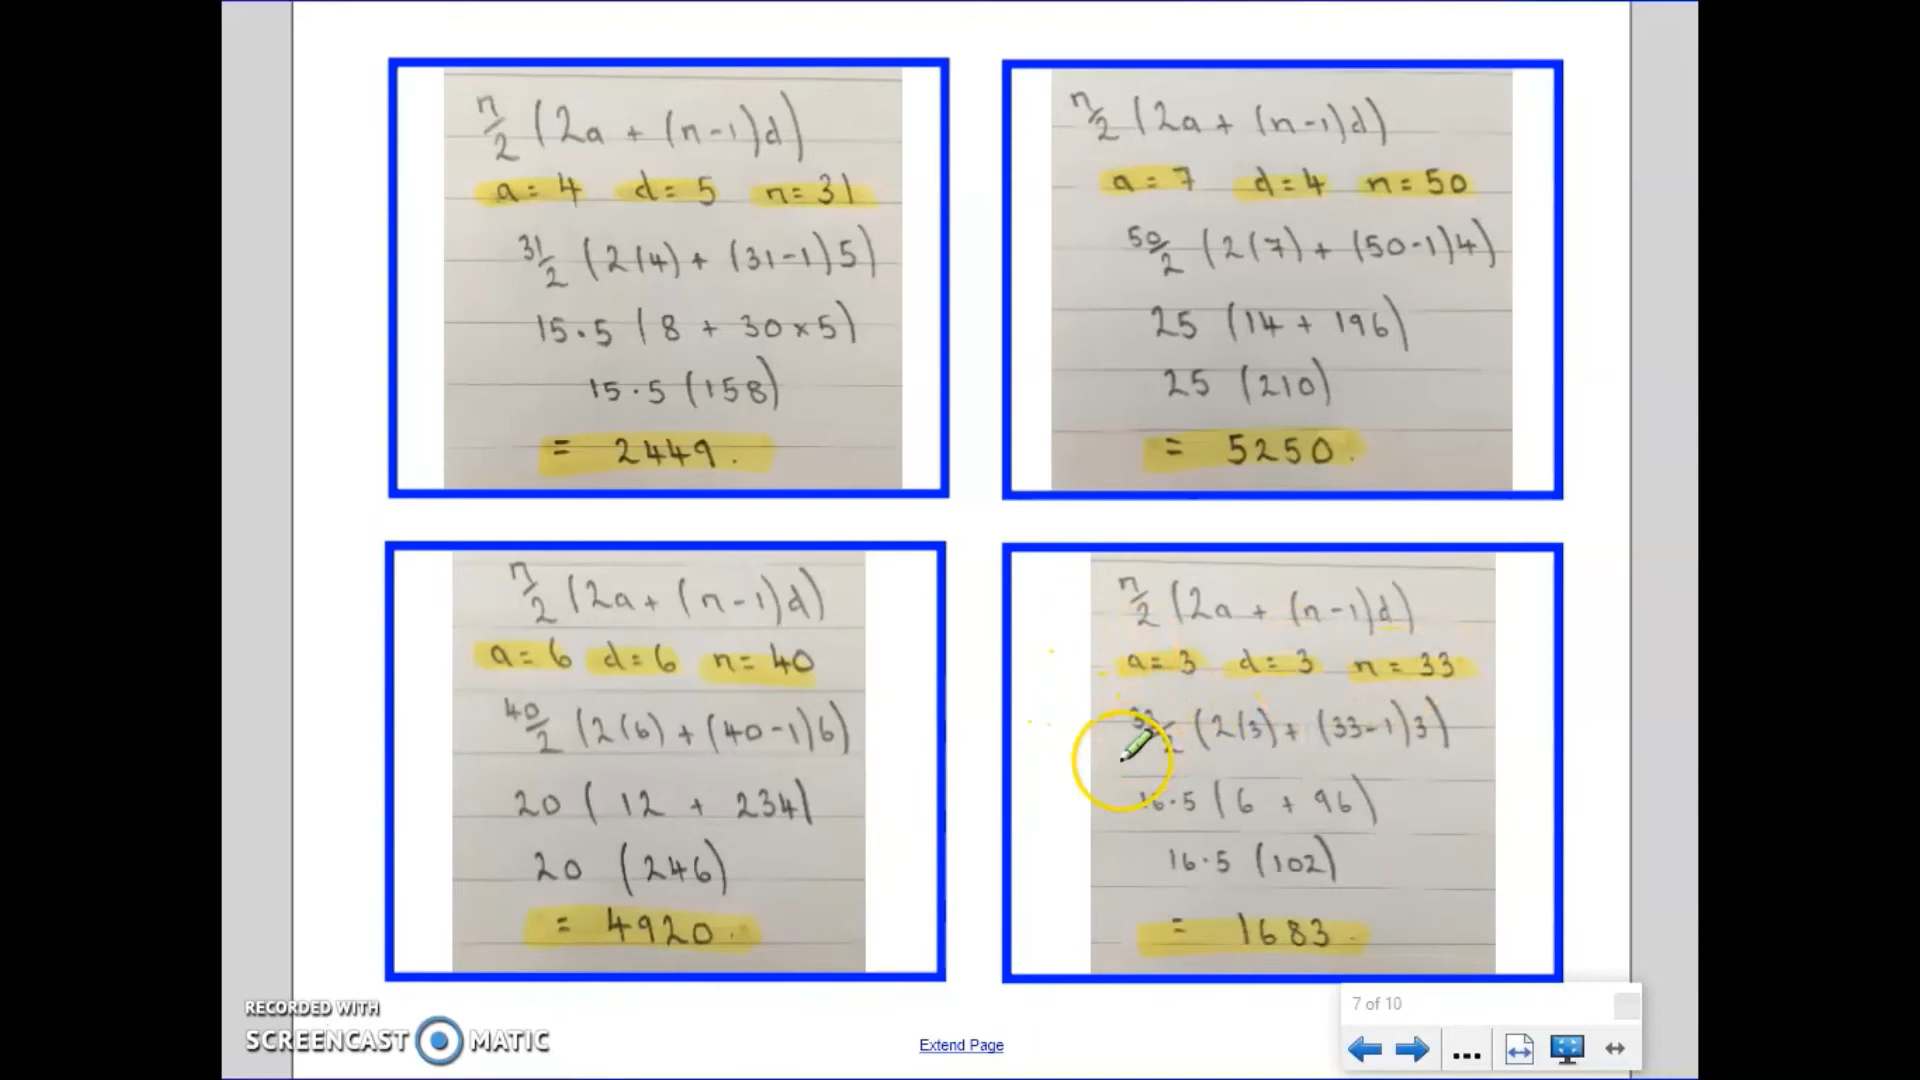 n/2 (2a + (n-1)d)
a = 4 d = 5 n = 31
31/2 (2(4) + (31-1)5)
15.5 (8 + 30×5)
15.5 (158)
= 2449.
n/2 (2a + (n-1)d)
a = 7 d = 4 n = 50
50/2 (2(7) + (50-1)4)
25 (14 + 196)
25 (210)
= 5250.
n/2 (2a + (n-1)d)
a = 6 d = 6 n = 40
40/2 (2(6) + (40-1)6)
20 (12 + 234)
20 (246)
= 4920.
n/2 (2a + (n-1)d)
a = 3 d = 3 n = 33
33/2 (2(3) + (33-1)3)
16.5 (6 + 96)
16.5 (102)
= 1683.
RECORDED WITH
SCREENCAST MATIC
Extend Page
7 of 10
...